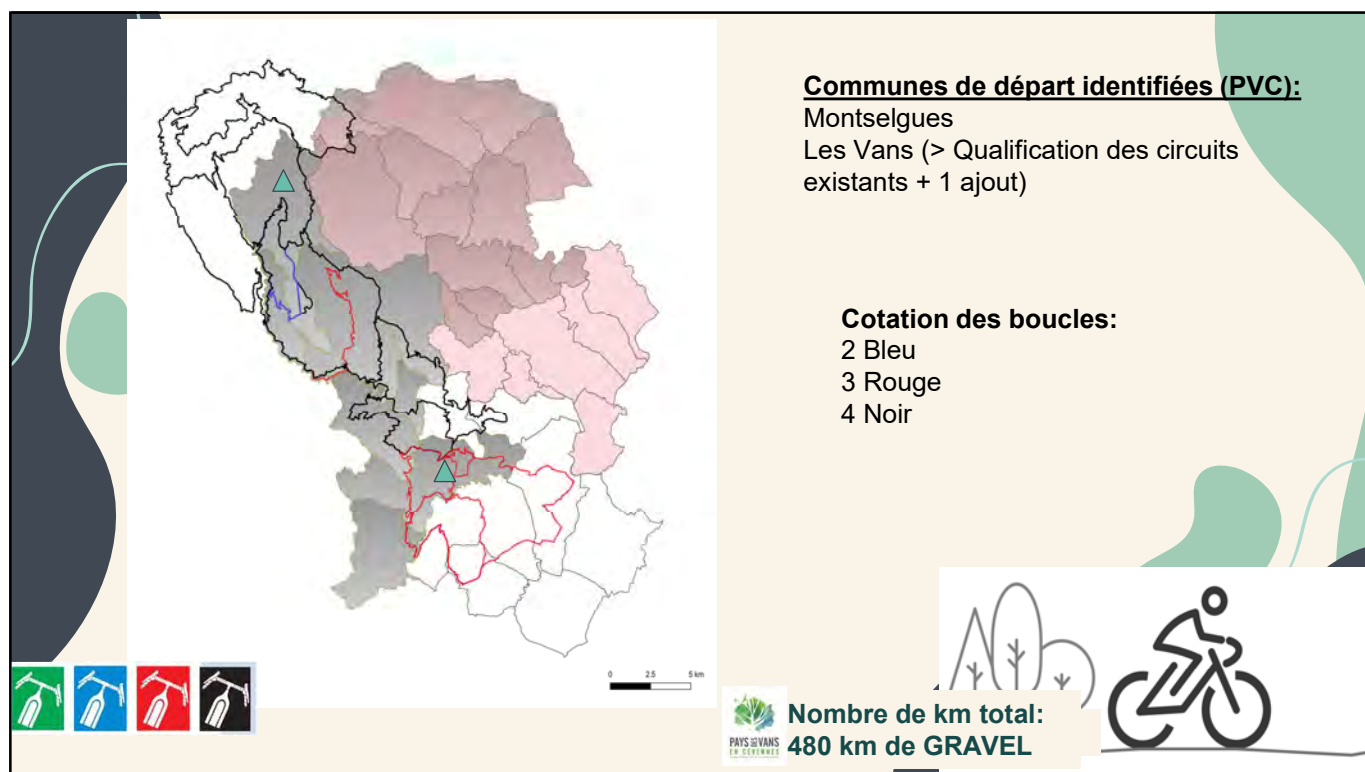 Communes de départ identifiées (PVC):
Montselgues
Les Vans (> Qualification des circuits
existants + 1 ajout)
Cotation des boucles:
2 Bleu
3 Rouge
4 Noir
0 2.5 5 km
Nombre de km total:
480 km de GRAVEL
PAYS DES VANS
EN CÉVENNES